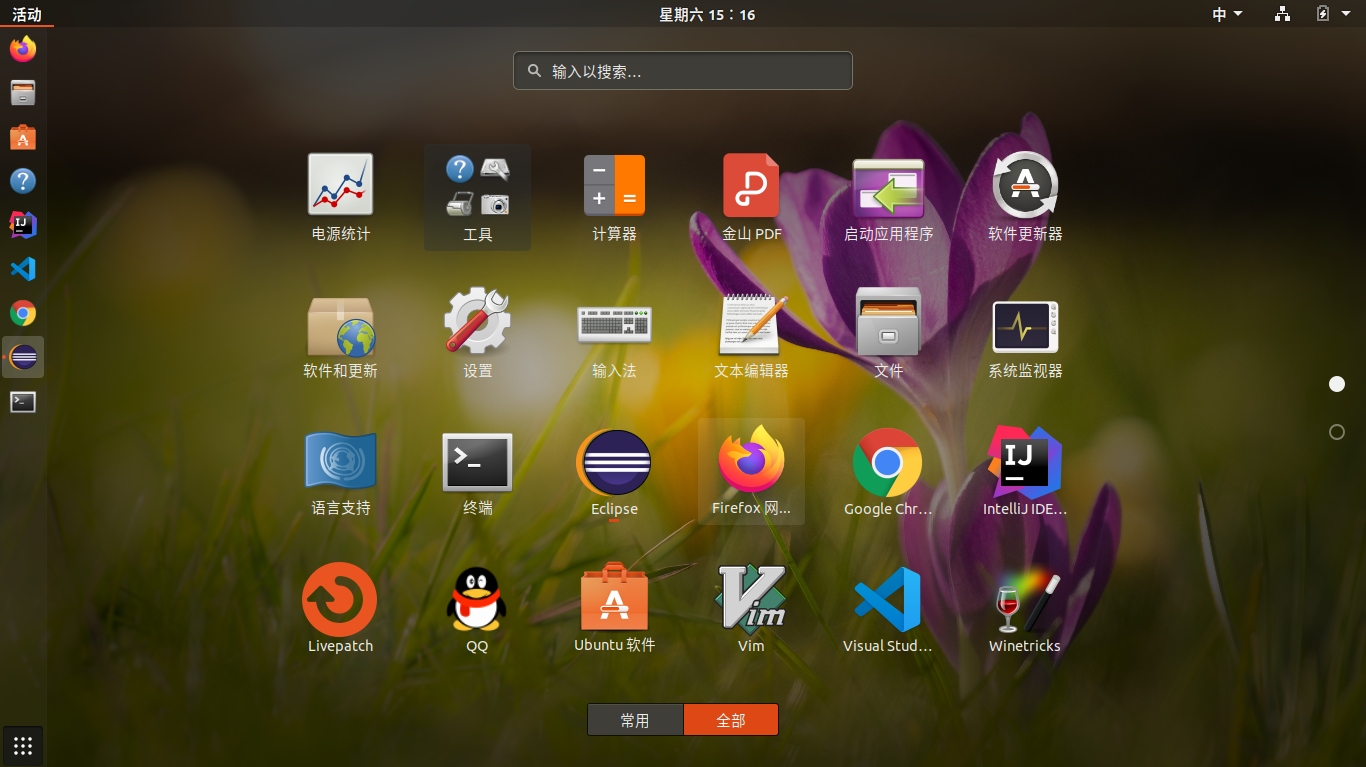 活动
星期六 15：16
中
输入以搜索…
电源统计
工具
计算器
金山 PDF
启动应用程序
软件更新器
软件和更新
设置
输入法
文本编辑器
文件
系统监视器
语言支持
终端
Eclipse
Firefox 网...
Google Chr...
IntelliJ IDE...
Livepatch
QQ
Ubuntu 软件
Vim
Visual Stud...
Winetricks
常用
全部